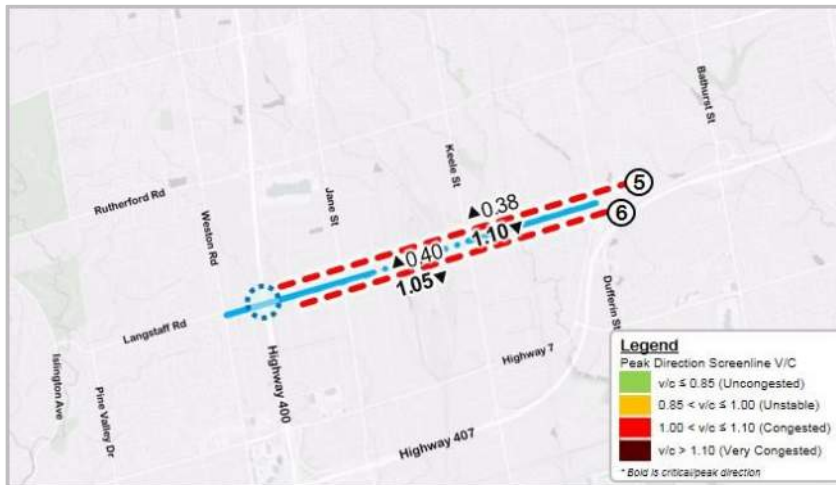 Bathurst St
Keele St
Rutherford Rd
Jane St
Weston Rd
▲0.38
5
1.10▼
6
▲0.40
1.05▼
Langstaff Rd
Highway 400
Dufferin St
Islington Ave
Pine Valley Dr
Highway 7
Highway 407
Legend
Peak Direction Screenline V/C
v/c ≤ 0.85 (Uncongested)
0.85 < v/c ≤ 1.00 (Unstable)
1.00 < v/c ≤ 1.10 (Congested)
v/c > 1.10 (Very Congested)
* Bold is critical/peak direction